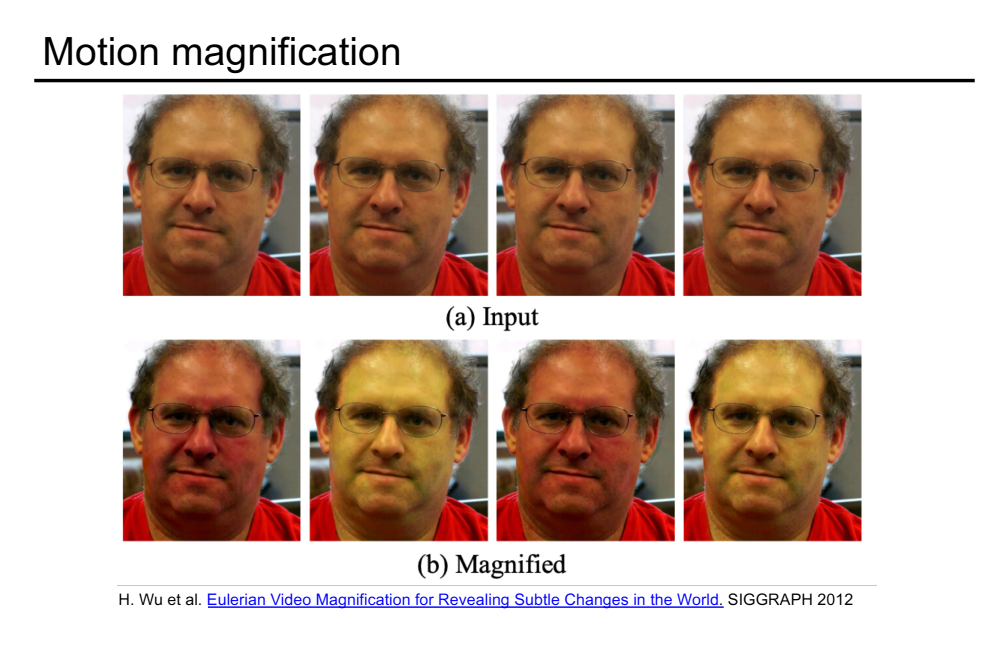 Motion magnification
(a) Input
(b) Magnified
H. Wu et al. Eulerian Video Magnification for Revealing Subtle Changes in the World. SIGGRAPH 2012